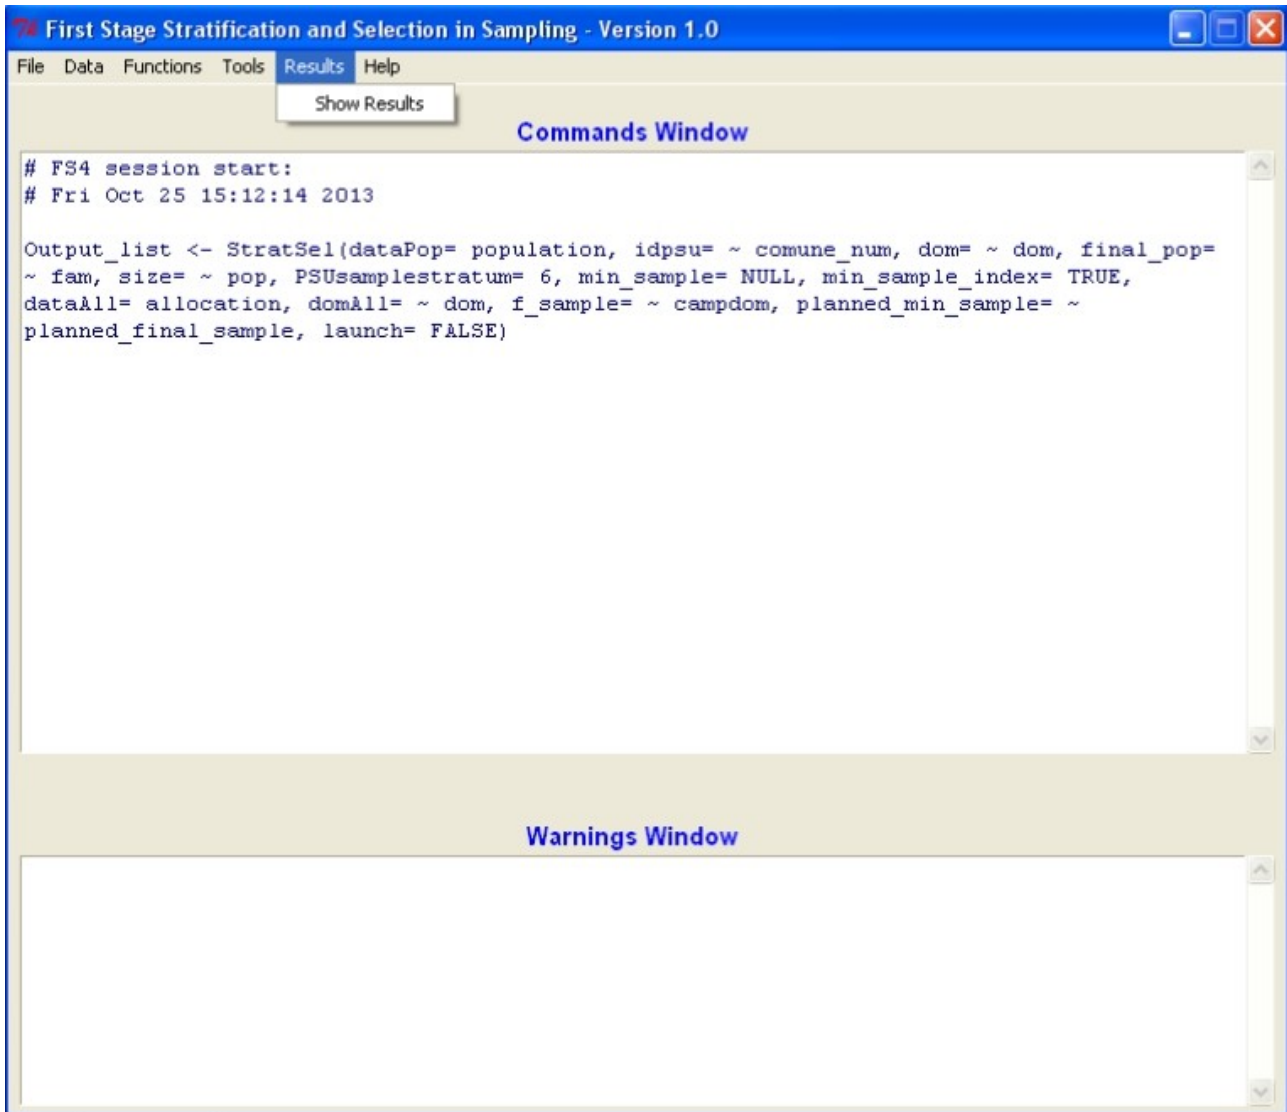 First Stage Stratification and Selection in Sampling - Version 1.0
File Data Functions Tools Results Help
Show Results
Commands Window
# FS4 session start:
# Fri Oct 25 15:12:14 2013
Output_list <- StratSel(dataPop= population, idpsu= ~ comune_num, dom= ~ dom, final_pop=
~ fam, size= ~ pop, PSUsamplestratum= 6, min_sample= NULL, min_sample_index= TRUE,
dataAll= allocation, domAll= ~ dom, f_sample= ~ campdom, planned_min_sample= ~
planned_final_sample, launch= FALSE)
Warnings Window